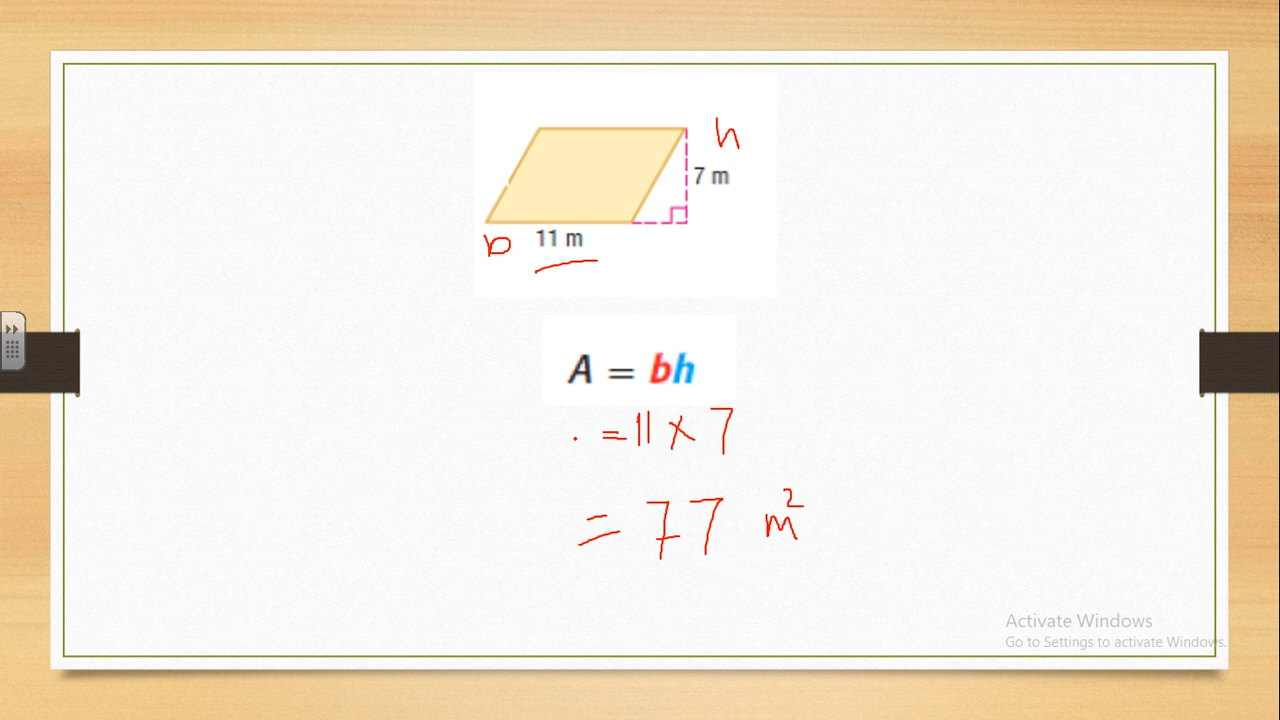 h
7 m
b 11 m
A = bh
. = 11 × 7
= 77 m²
Activate Windows
Go to Settings to activate Windows.